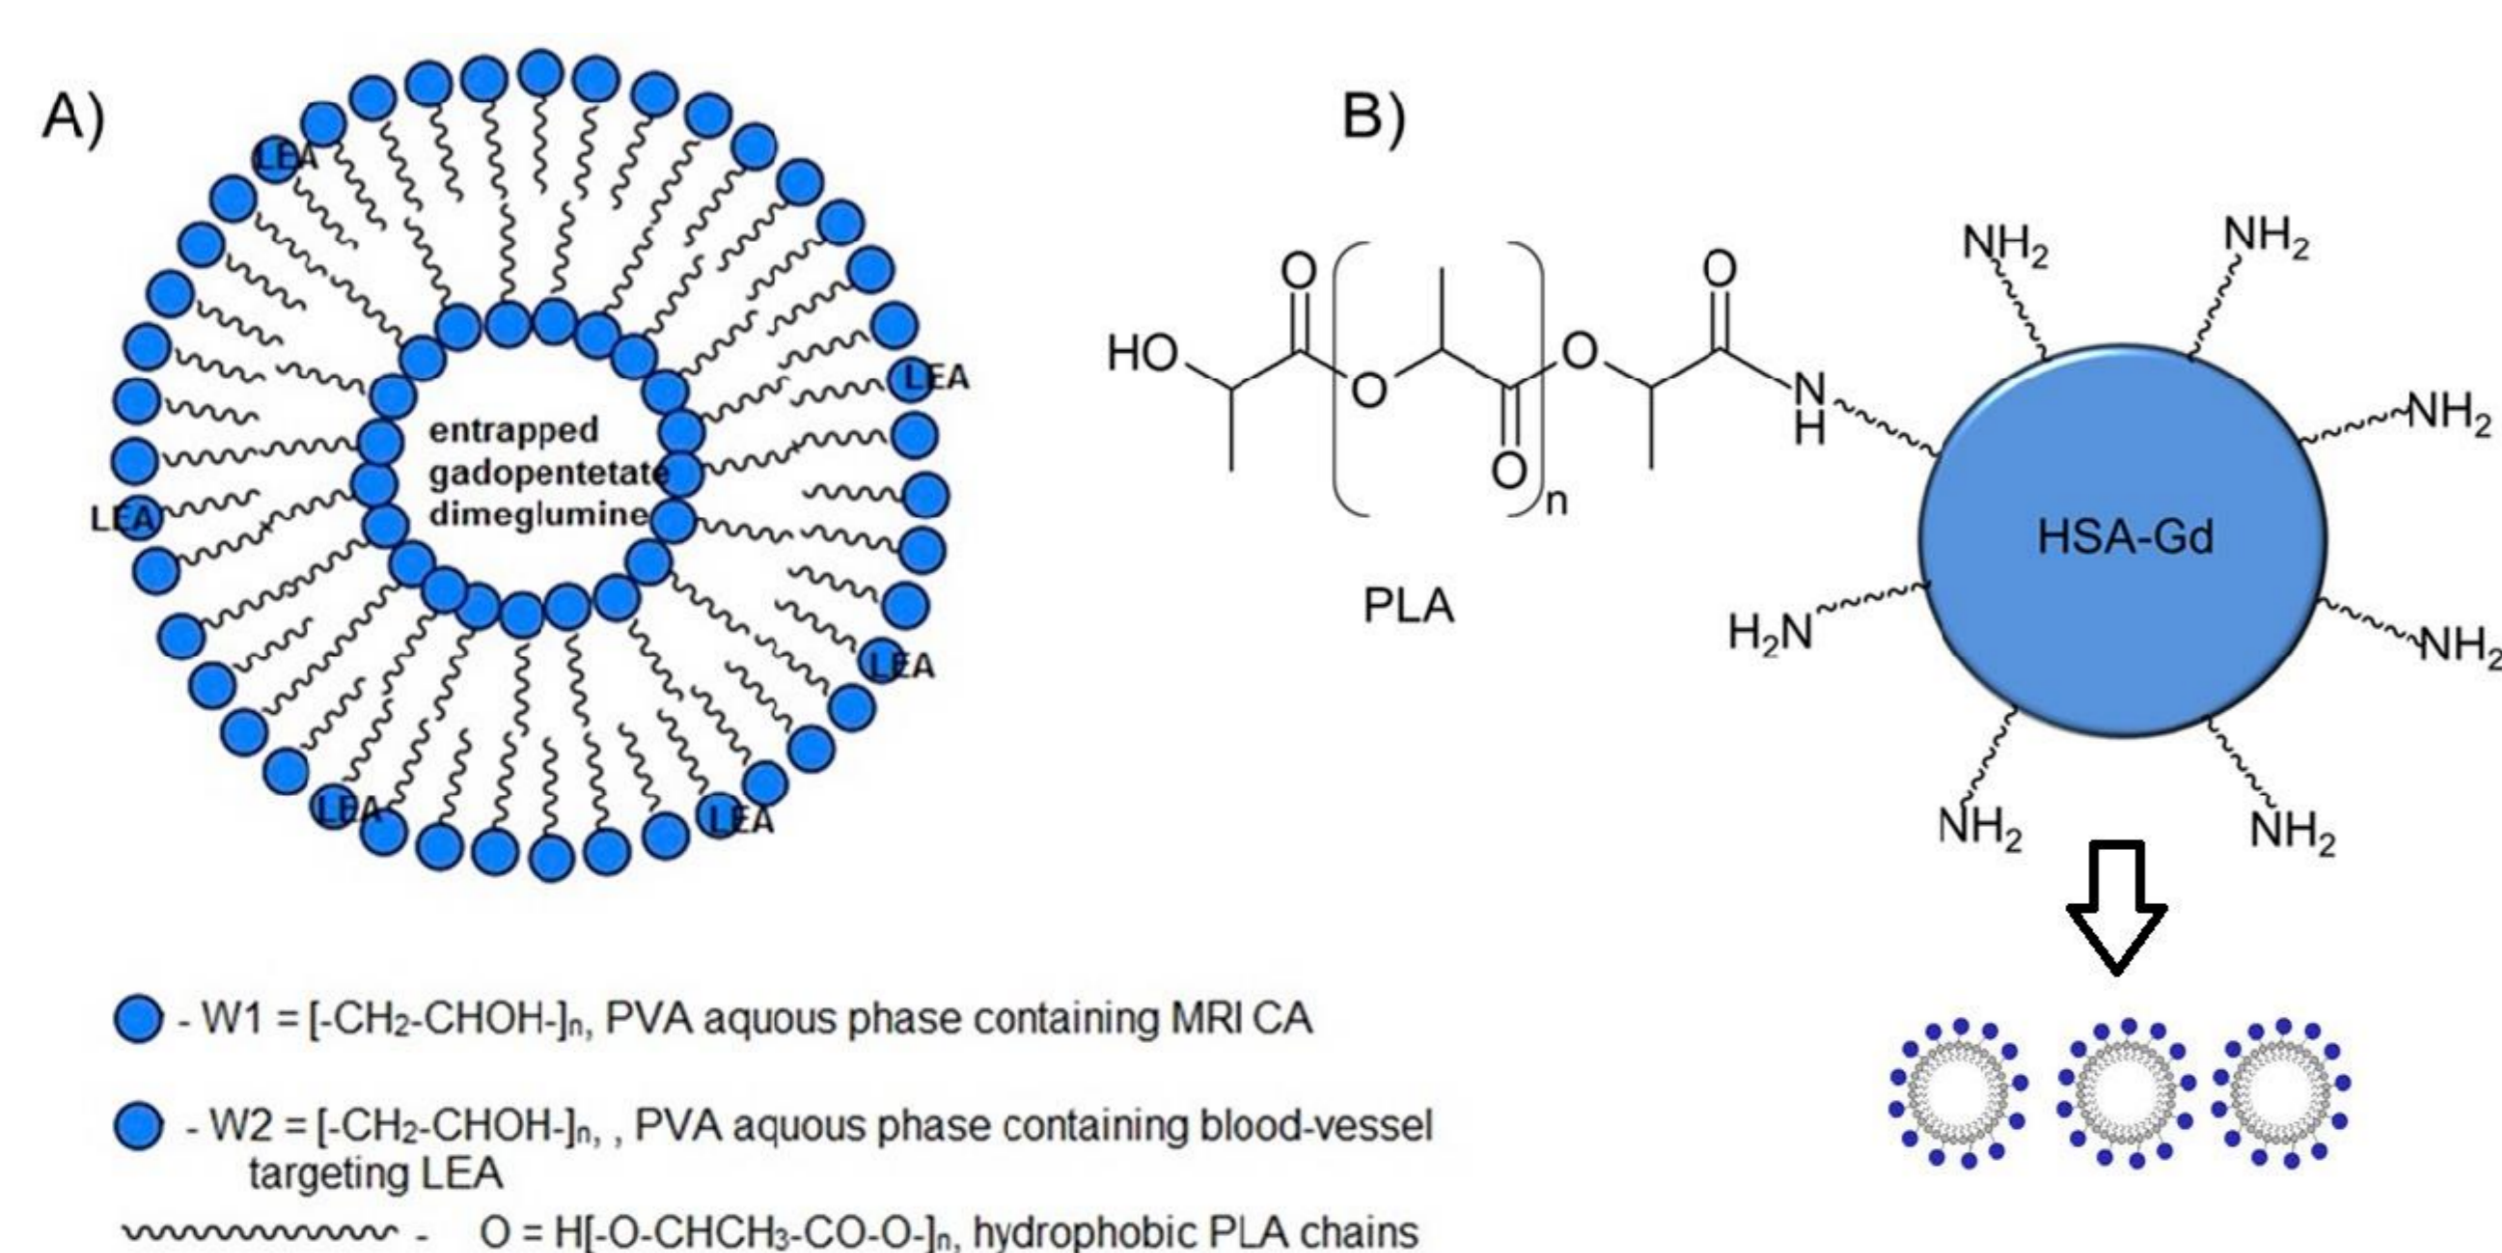 A)
LEA
LEA
entrapped
gadopentetate
dimeglumine
LEA
LEA
LEA
LEA
- W1 = [-CH₂-CHOH-]n, PVA aquous phase containing MRI CA
- W2 = [-CH₂-CHOH-]n, , PVA aquous phase containing blood-vessel
targeting LEA
- O = H[-O-CHCH₃-CO-O-]n, hydrophobic PLA chains
B)
NH₂
NH₂
O
O
HO
O
O
N
H
NH₂
O
n
HSA-Gd
PLA
H₂N
NH₂
NH₂
NH₂